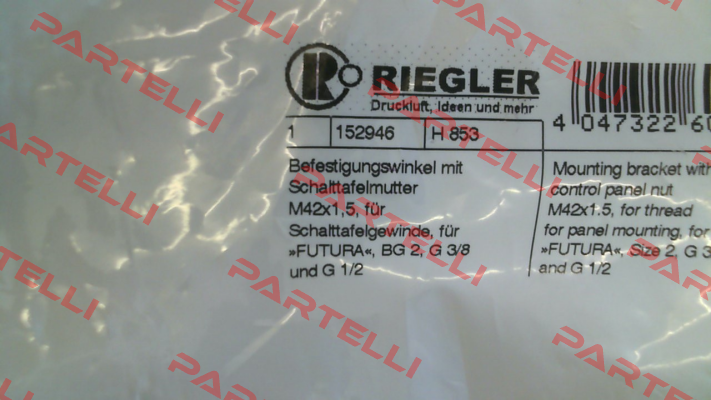 RIEGLER
Druckluft, Ideen und mehr
1 152946 H 853
4 047322 60
Befestigungswinkel mit
Schalttafelmutter
M42x1,5, für
Schalttafelgewinde, für
»FUTURA«, BG 2, G 3/8
und G 1/2
Mounting bracket with
control panel nut
M42x1.5, for thread
for panel mounting, for
»FUTURA«, Size 2, G 3
and G 1/2
PARTELLI
PARTELLI
PARTELLI
PARTELLI
PARTELLI
PARTELLI
PARTELLI